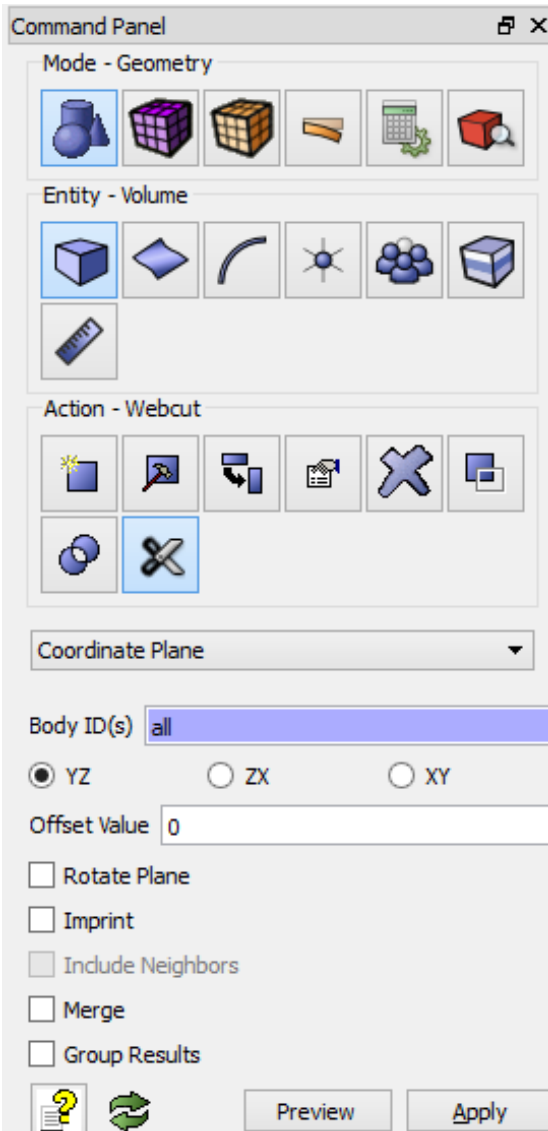 Command Panel
Mode - Geometry
Entity - Volume
Action - Webcut
Coordinate Plane
Body ID(s) all
YZ ZX XY
Offset Value 0
Rotate Plane
Imprint
Include Neighbors
Merge
Group Results
Preview Apply